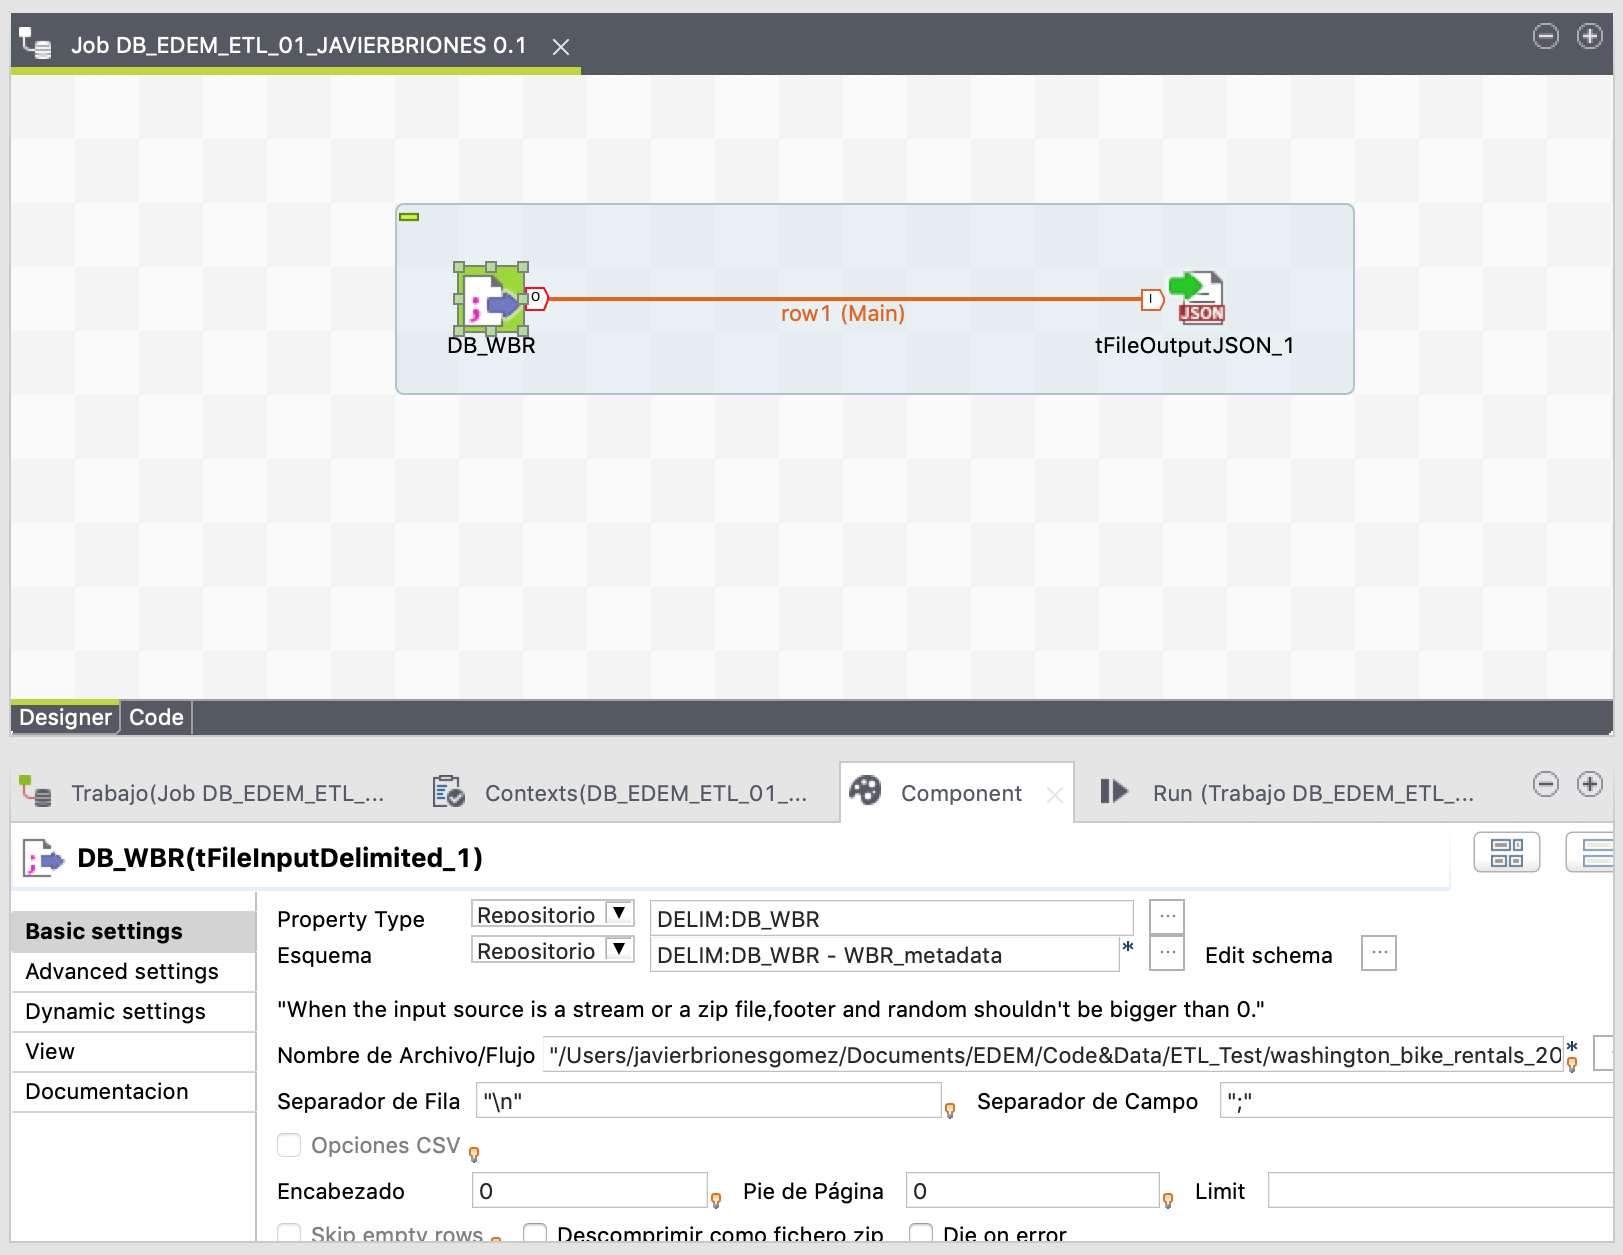 Job DB_EDEM_ETL_01_JAVIERBRIONES 0.1
O
row1 (Main)
I
;
JSON
DB_WBR
tFileOutputJSON_1
Designer
Code
Trabajo(Job DB_EDEM_ETL_...
Contexts(DB_EDEM_ETL_01_...
Component
Run (Trabajo DB_EDEM_ETL_...
DB_WBR(tFileInputDelimited_1)
Basic settings
Advanced settings
Dynamic settings
View
Documentacion
Property Type Repositorio DELIM:DB_WBR ...
Esquema Repositorio DELIM:DB_WBR - WBR_metadata * ... Edit schema ...
"When the input source is a stream or a zip file,footer and random shouldn't be bigger than 0."
Nombre de Archivo/Flujo "/Users/javierbrionesgomez/Documents/EDEM/Code&Data/ETL_Test/washington_bike_rentals_20 *
Separador de Fila "\n" Separador de Campo ";"
Opciones CSV
Encabezado 0 Pie de Página 0 Limit
Skip empty rows Descomprimir como fichero zip Die on error